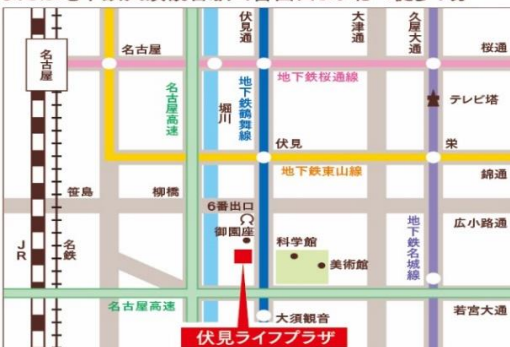 伏見通
大津通
久屋大通
名古屋
名古屋
桜通
地下鉄桜通線
名古屋高速
堀川
地下鉄鶴舞線
テレビ塔
伏見
栄
地下鉄東山線
錦通
笹島
柳橋
6番出口
広小路通
御園座
科学館
美術館
地下鉄名城線
JR
名鉄
名古屋高速
若宮大通
大須観音
伏見ライフプラザ